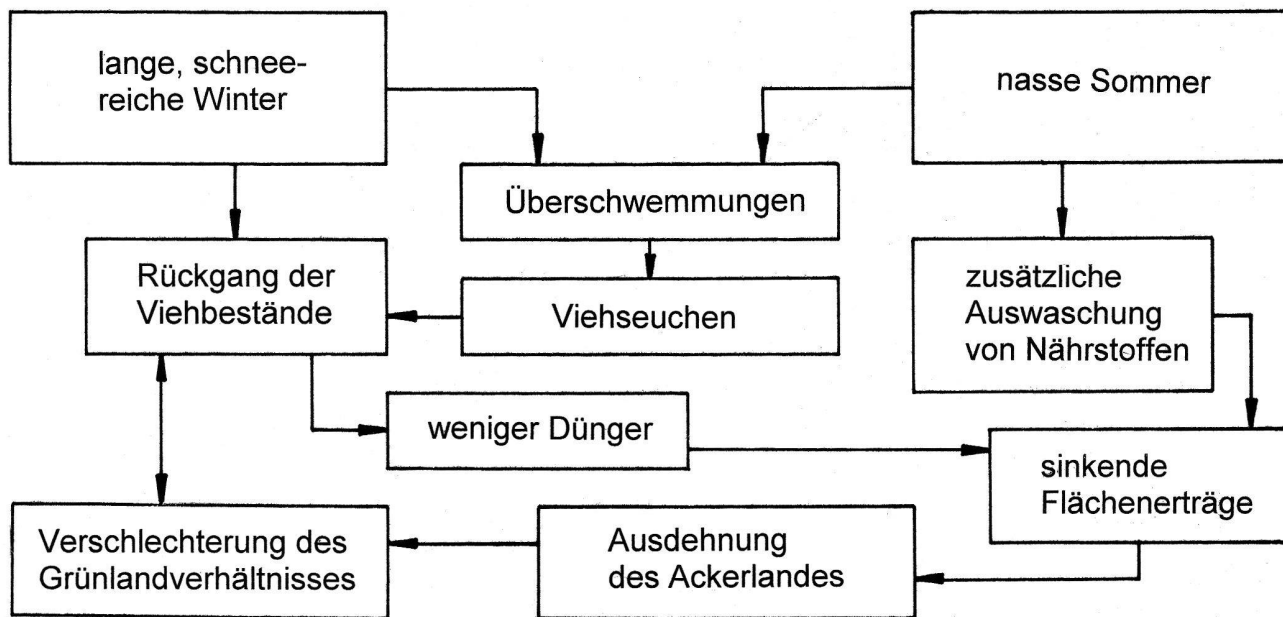 lange, schnee-
reiche Winter
nasse Sommer
Überschwemmungen
Rückgang der
Viehbestände
Viehseuchen
zusätzliche
Auswaschung
von Nährstoffen
weniger Dünger
sinkende
Flächenerträge
Verschlechterung des
Grünlandverhältnisses
Ausdehnung
des Ackerlandes